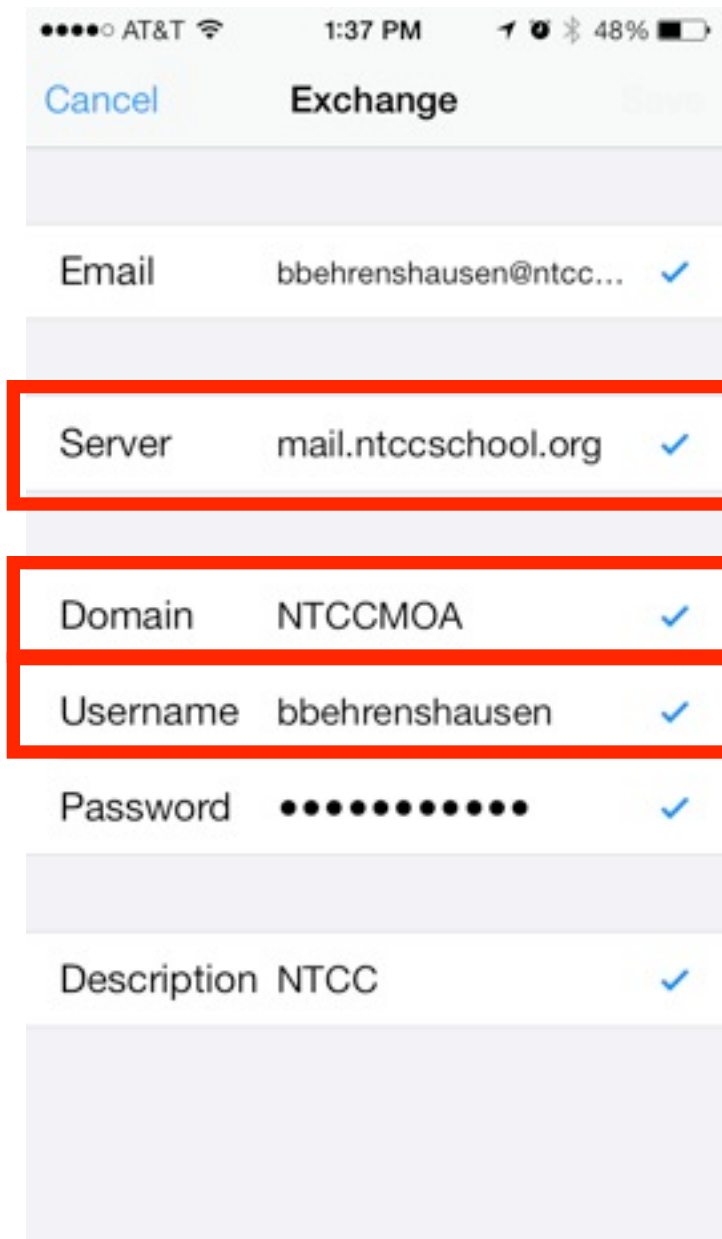 AT&T 1:37 PM 48%
Cancel Exchange Save
Email bbehrenshausen@ntcc...
Server mail.ntccschool.org
Domain NTCCMOA
Username bbehrenshausen
Password ●●●●●●●●●●●
Description NTCC